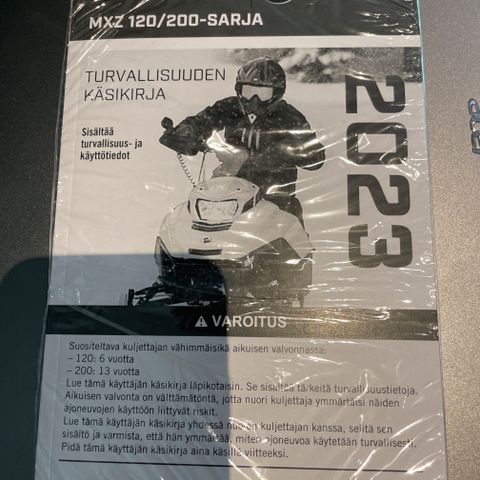 MXZ 120/200-SARJA
TURVALLISUUDEN
KÄSIKIRJA
Sisältää
turvallisuus- ja
käyttötiedot
2023
VAROITUS
Suositeltava kuljettajan vähimmäisikä aikuisen valvonnassa:
– 120: 6 vuotta
– 200: 13 vuotta
Lue tämä käyttäjän käsikirja läpikotaisin. Se sisältää tärkeitä turvallisuustietoja.
Aikuisen valvonta on välttämätöntä, jotta nuori kuljettaja ymmärtäisi näiden
ajoneuvojen käyttöön liittyvät riskit.
Lue tämä käyttäjän käsikirja yhdessä nuoren kuljettajan kanssa, selitä sen
sisältö ja varmista, että hän ymmärtää, miten ajoneuvoa käytetään turvallisesti.
Pidä tämä käyttäjän käsikirja aina käsillä viitteeksi.